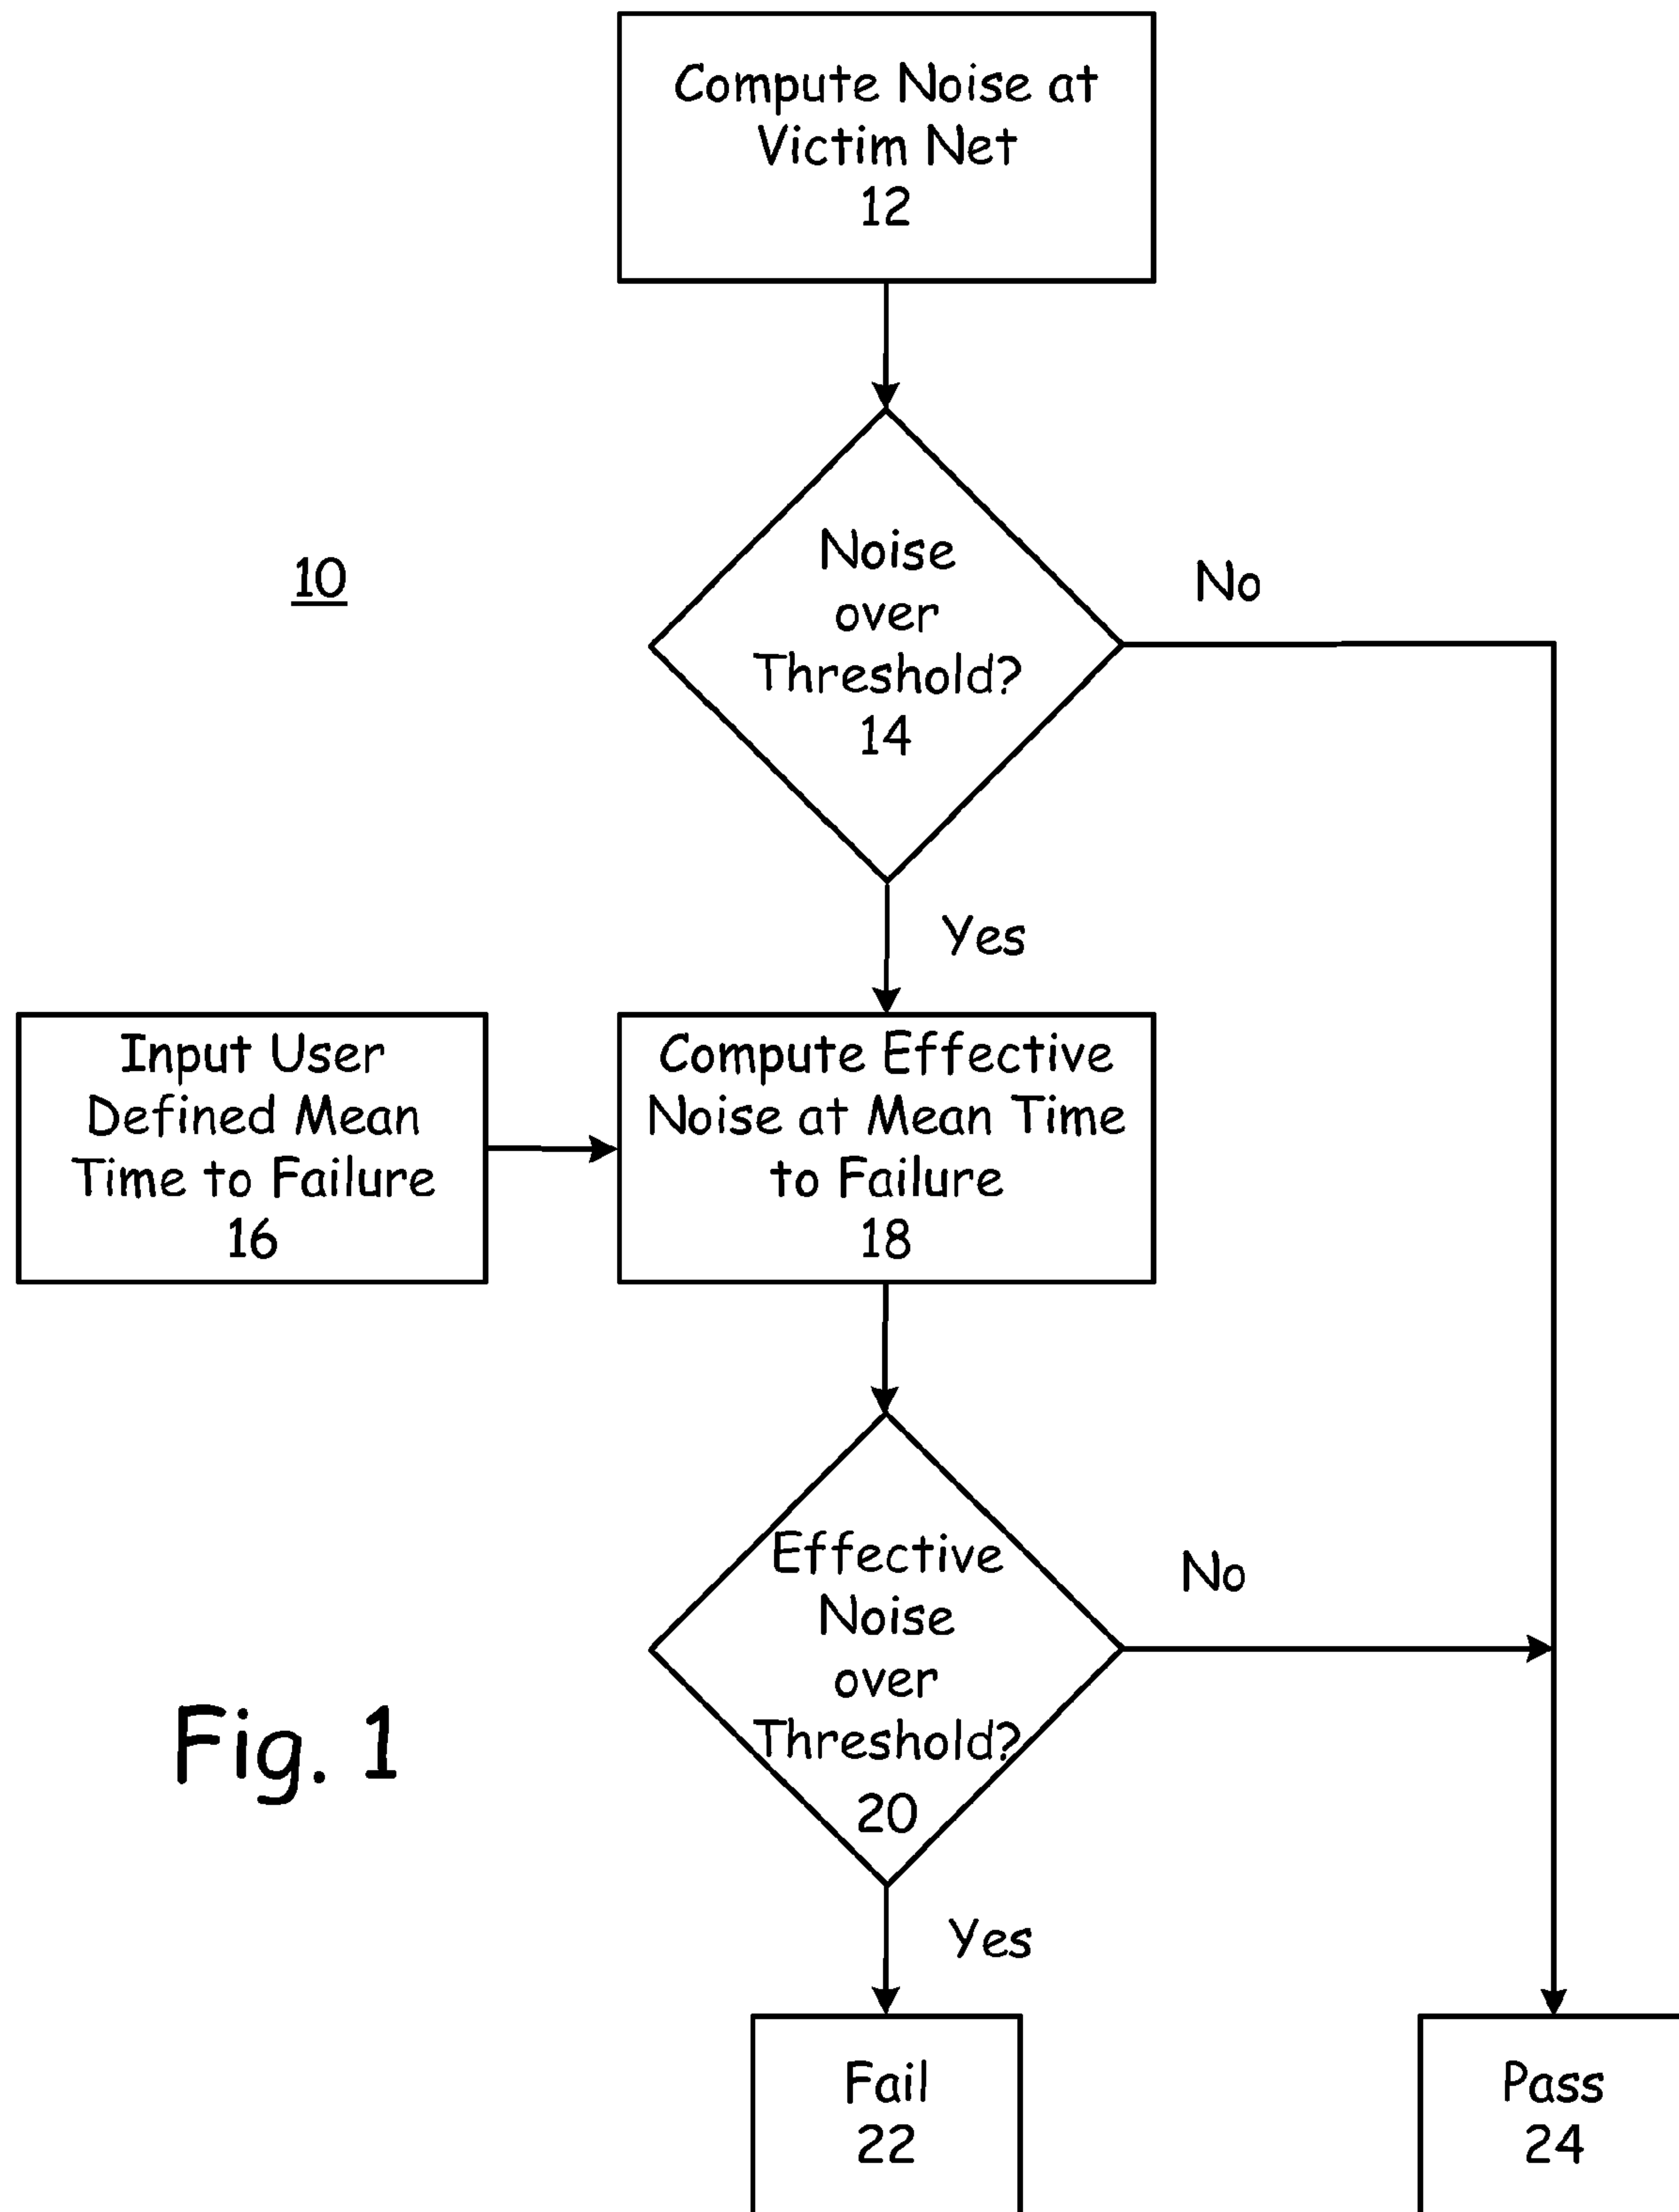 Compute Noise at
Victim Net
12
10
Noise
over
Threshold?
14
No
Yes
Input User
Defined Mean
Time to Failure
16
Compute Effective
Noise at Mean Time
to Failure
18
Effective
Noise
over
Threshold?
20
No
Fig. 1
Yes
Fail
22
Pass
24